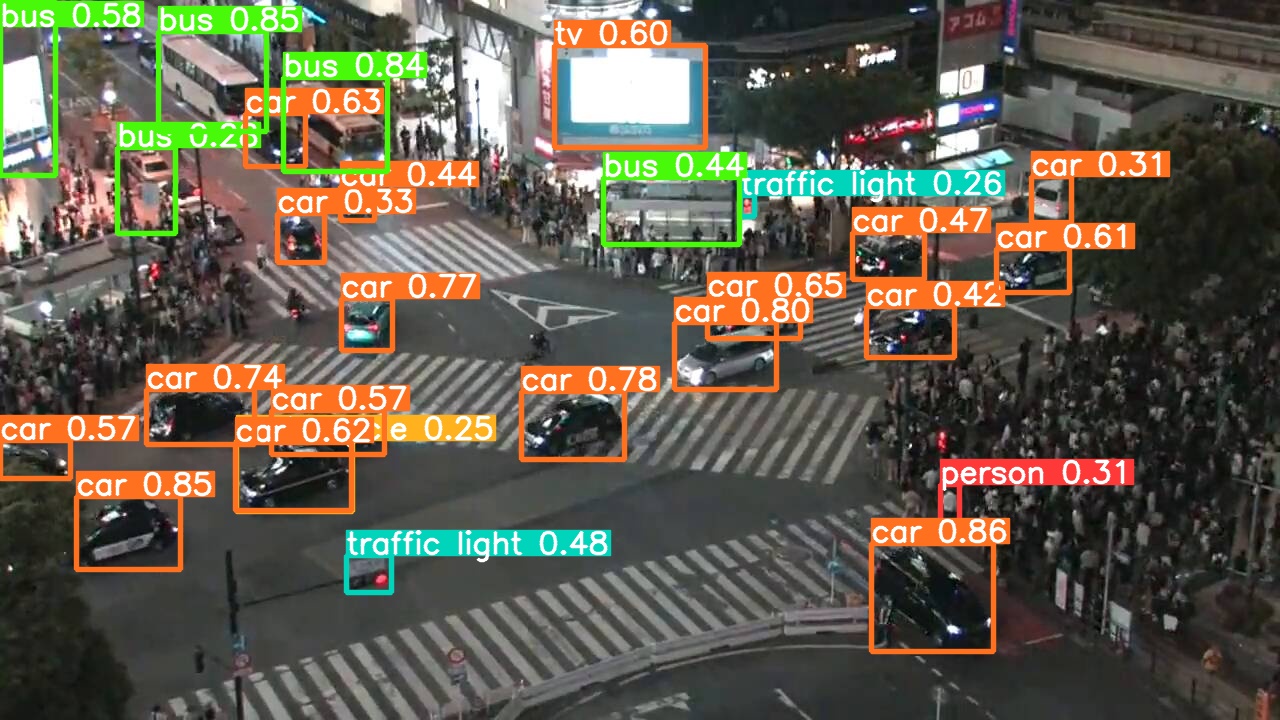 bus 0.58
bus 0.85
tv 0.60
アコム
bus 0.84
car 0.63
bus 0.28
bus 0.44
car 0.44
traffic light 0.26
car 0.31
car 0.33
car 0.47
car 0.61
car 0.77
car 0.65
car 0.42
car 0.80
car 0.74
car 0.78
car 0.57
car 0.57
car 0.62
e 0.25
car 0.85
person 0.31
car 0.86
traffic light 0.48